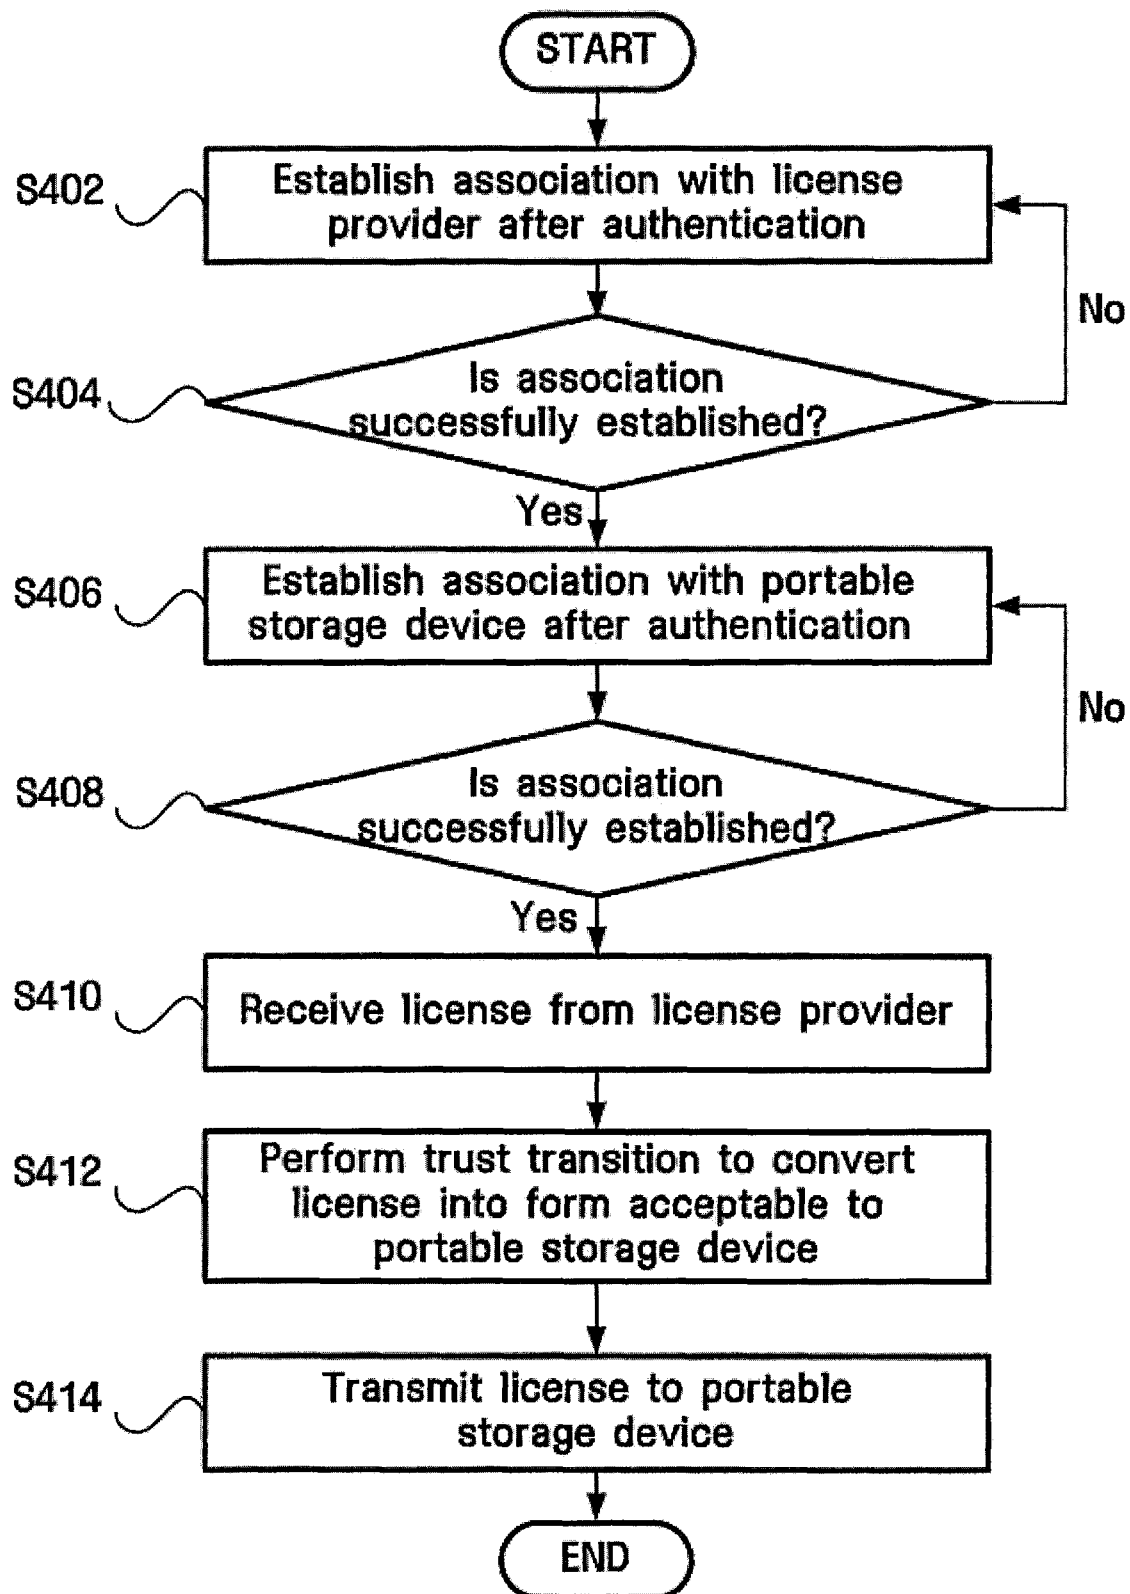 START
S402
Establish association with license
provider after authentication
No
S404
Is association
successfully established?
Yes
S406
Establish association with portable
storage device after authentication
No
S408
Is association
successfully established?
Yes
S410
Receive license from license provider
S412
Perform trust transition to convert
license into form acceptable to
portable storage device
S414
Transmit license to portable
storage device
END